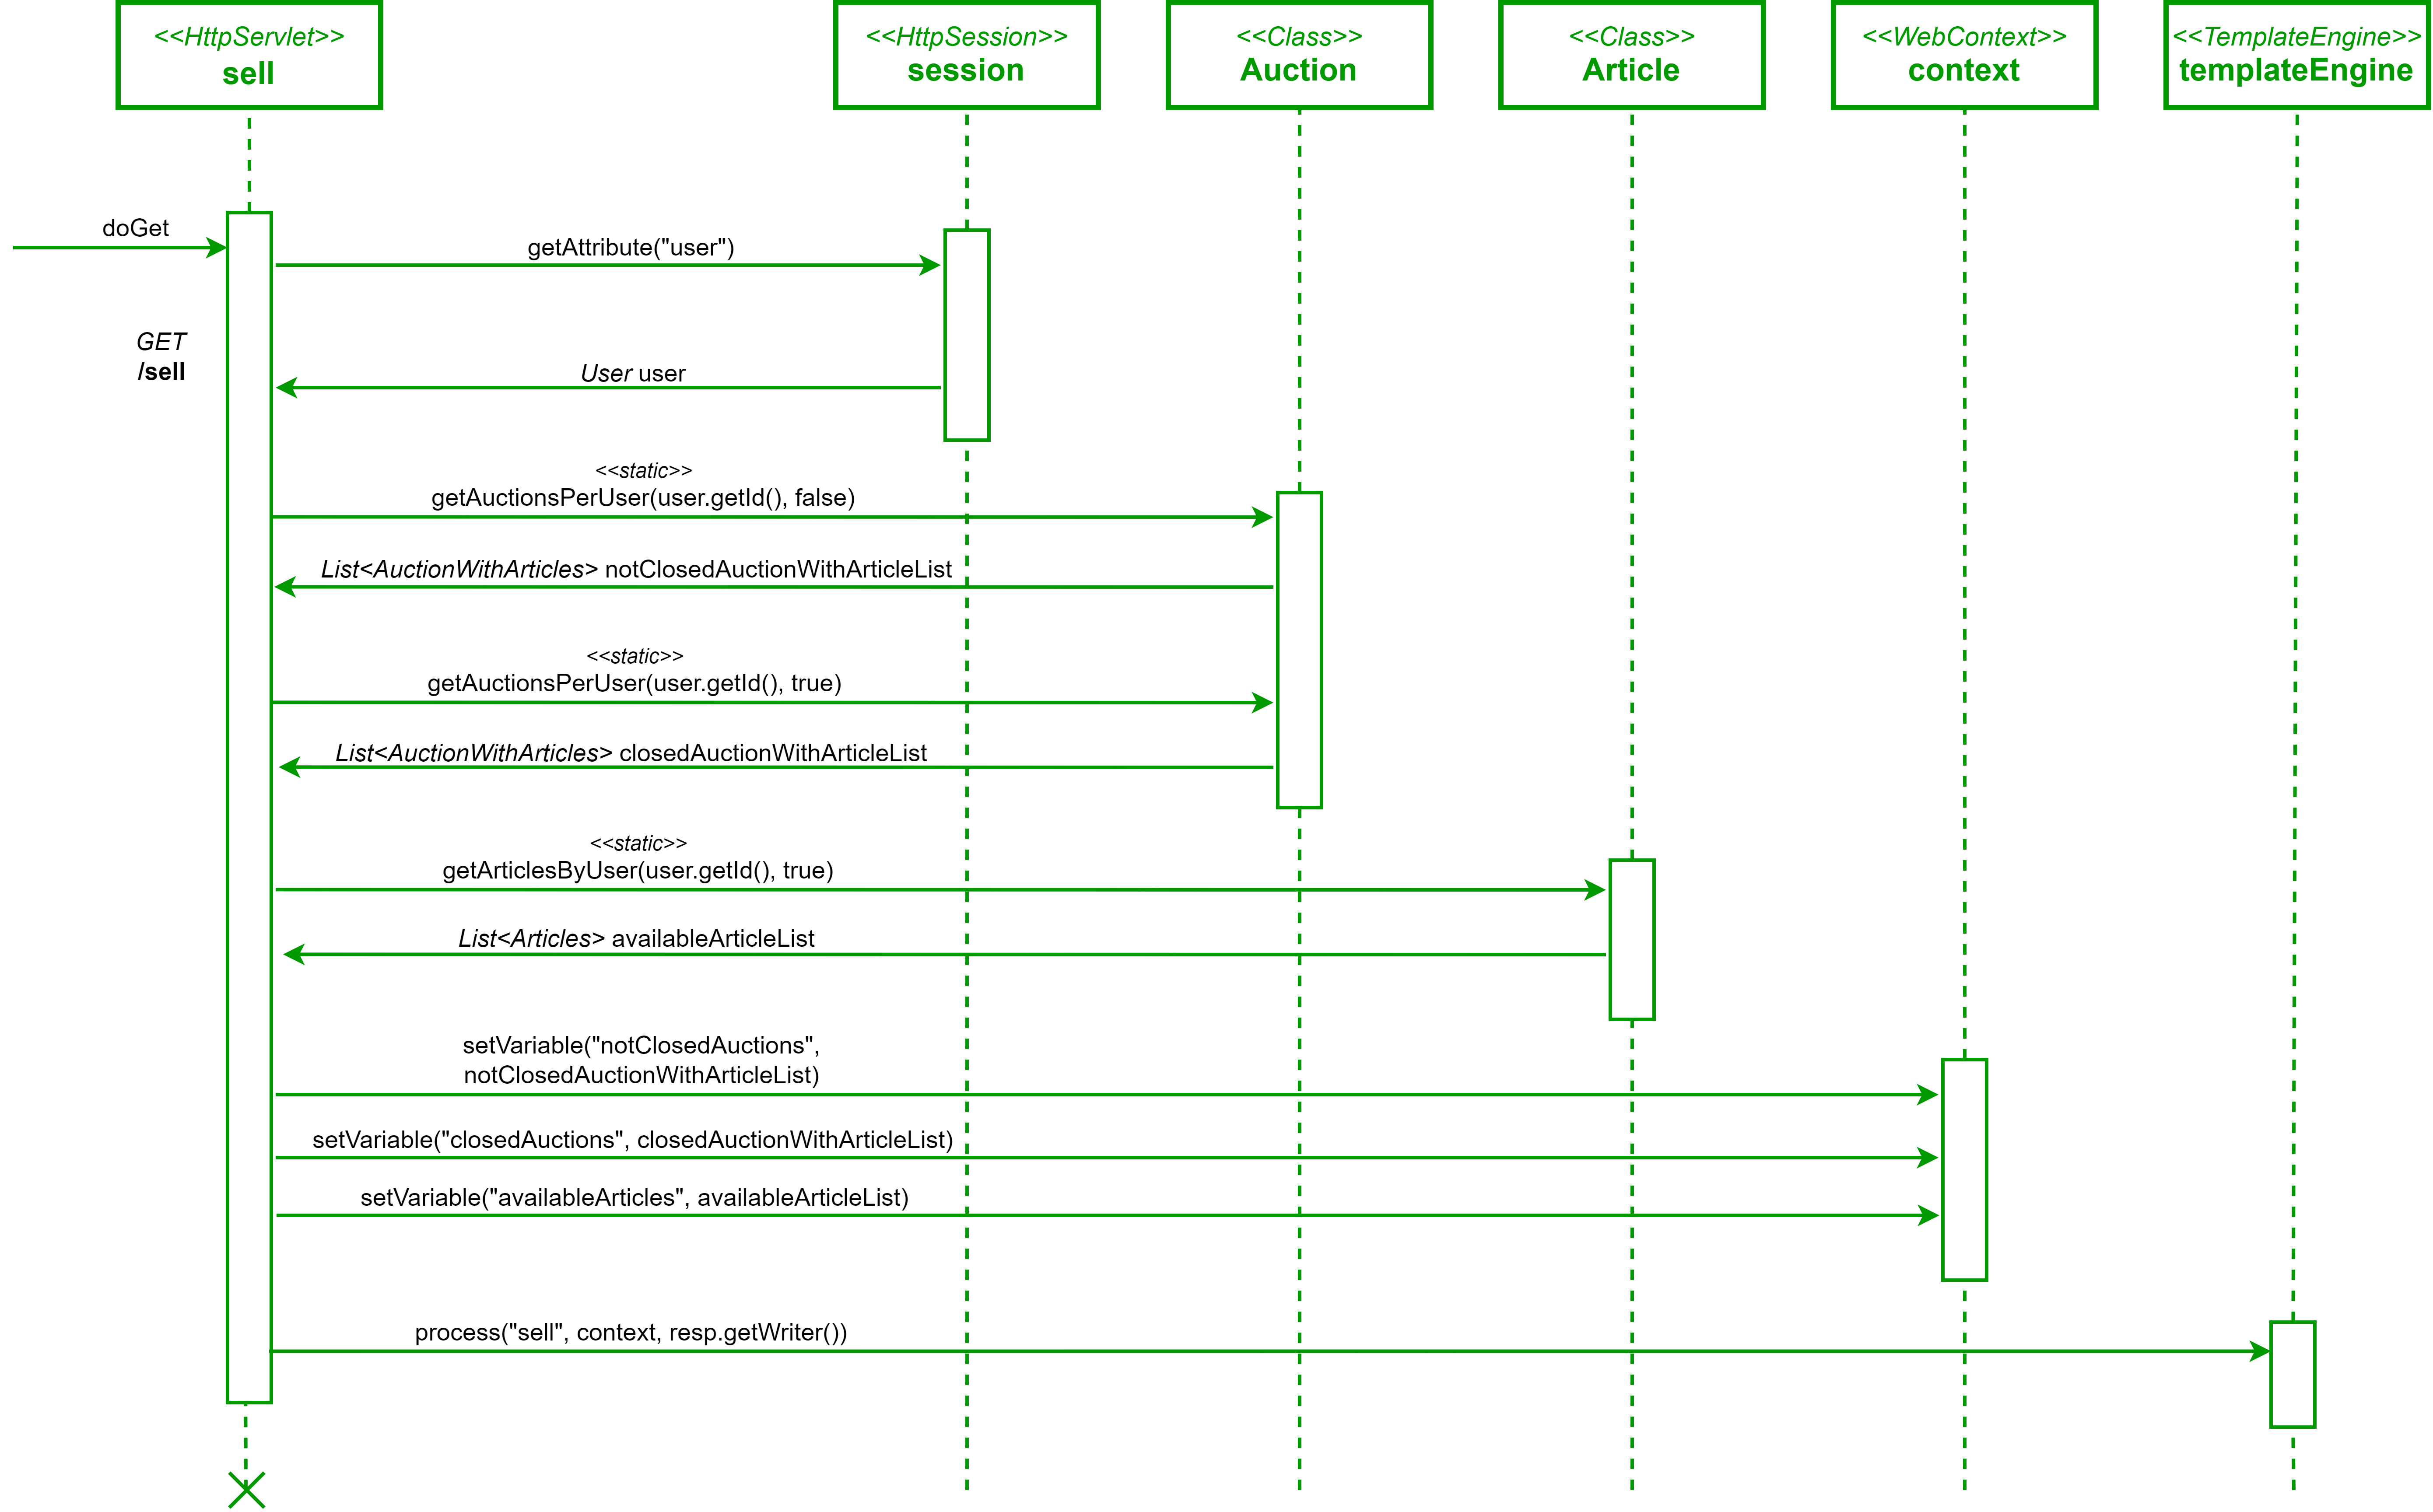 <<HttpServlet>>
sell
<<HttpSession>>
session
<<Class>>
Auction
<<Class>>
Article
<<WebContext>>
context
<<TemplateEngine>>
templateEngine
doGet
getAttribute("user")
GET
/sell
User user
<<static>>
getAuctionsPerUser(user.getId(), false)
List<AuctionWithArticles> notClosedAuctionWithArticleList
<<static>>
getAuctionsPerUser(user.getId(), true)
List<AuctionWithArticles> closedAuctionWithArticleList
<<static>>
getArticlesByUser(user.getId(), true)
List<Articles> availableArticleList
setVariable("notClosedAuctions",
notClosedAuctionWithArticleList)
setVariable("closedAuctions", closedAuctionWithArticleList)
setVariable("availableArticles", availableArticleList)
process("sell", context, resp.getWriter())